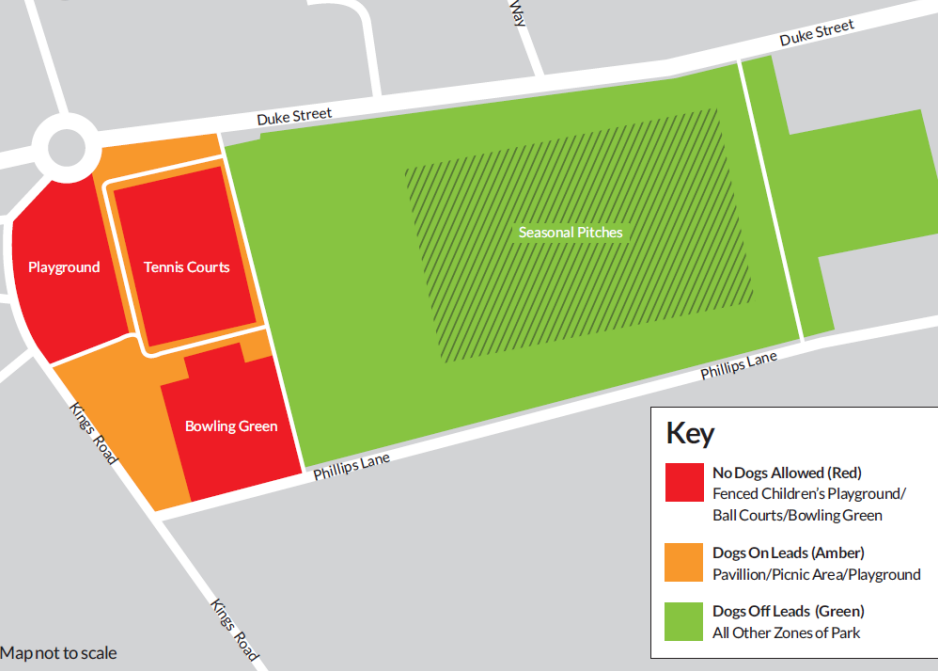 Way
Duke Street
Duke Street
Seasonal Pitches
Playground
Tennis Courts
Phillips Lane
Kings Road
Bowling Green
Phillips Lane
Kings Road
Map not to scale
Key
No Dogs Allowed (Red)
Fenced Children's Playground/
Ball Courts/Bowling Green
Dogs On Leads (Amber)
Pavillion/Picnic Area/Playground
Dogs Off Leads (Green)
All Other Zones of Park